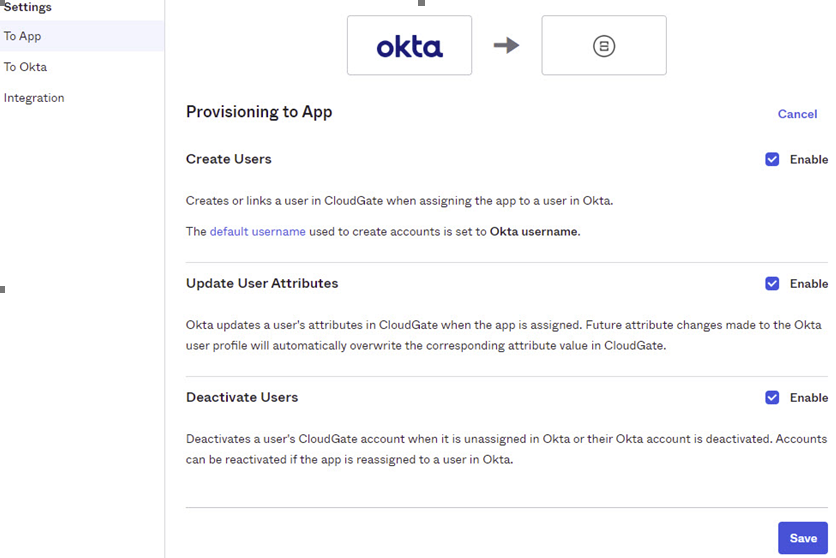 Settings
To App
To Okta
Integration
okta
Provisioning to App
Cancel
Create Users
Enable
Creates or links a user in CloudGate when assigning the app to a user in Okta.
The default username used to create accounts is set to Okta username.
Update User Attributes
Enable
Okta updates a user's attributes in CloudGate when the app is assigned. Future attribute changes made to the Okta
user profile will automatically overwrite the corresponding attribute value in CloudGate.
Deactivate Users
Enable
Deactivates a user's CloudGate account when it is unassigned in Okta or their Okta account is deactivated. Accounts
can be reactivated if the app is reassigned to a user in Okta.
Save